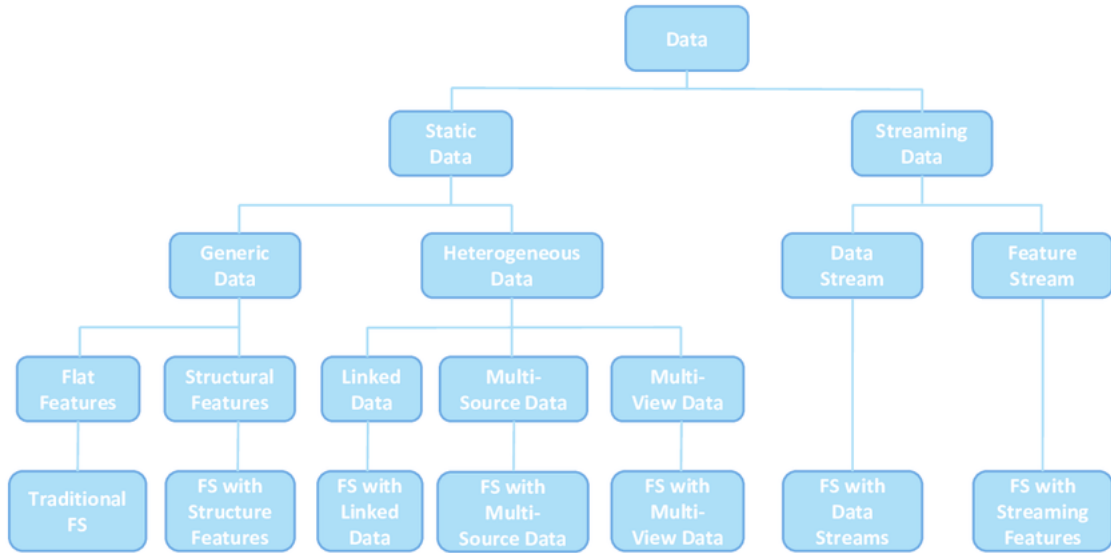 Data
Static
Data
Streaming
Data
Generic
Data
Heterogeneous
Data
Data
Stream
Feature
Stream
Flat
Features
Structural
Features
Linked
Data
Multi-
Source Data
Multi-
View Data
Traditional
FS
FS with
Structure
Features
FS with
Linked
Data
FS with
Multi-
Source Data
FS with
Multi-
View Data
FS with
Data
Streams
FS with
Streaming
Features